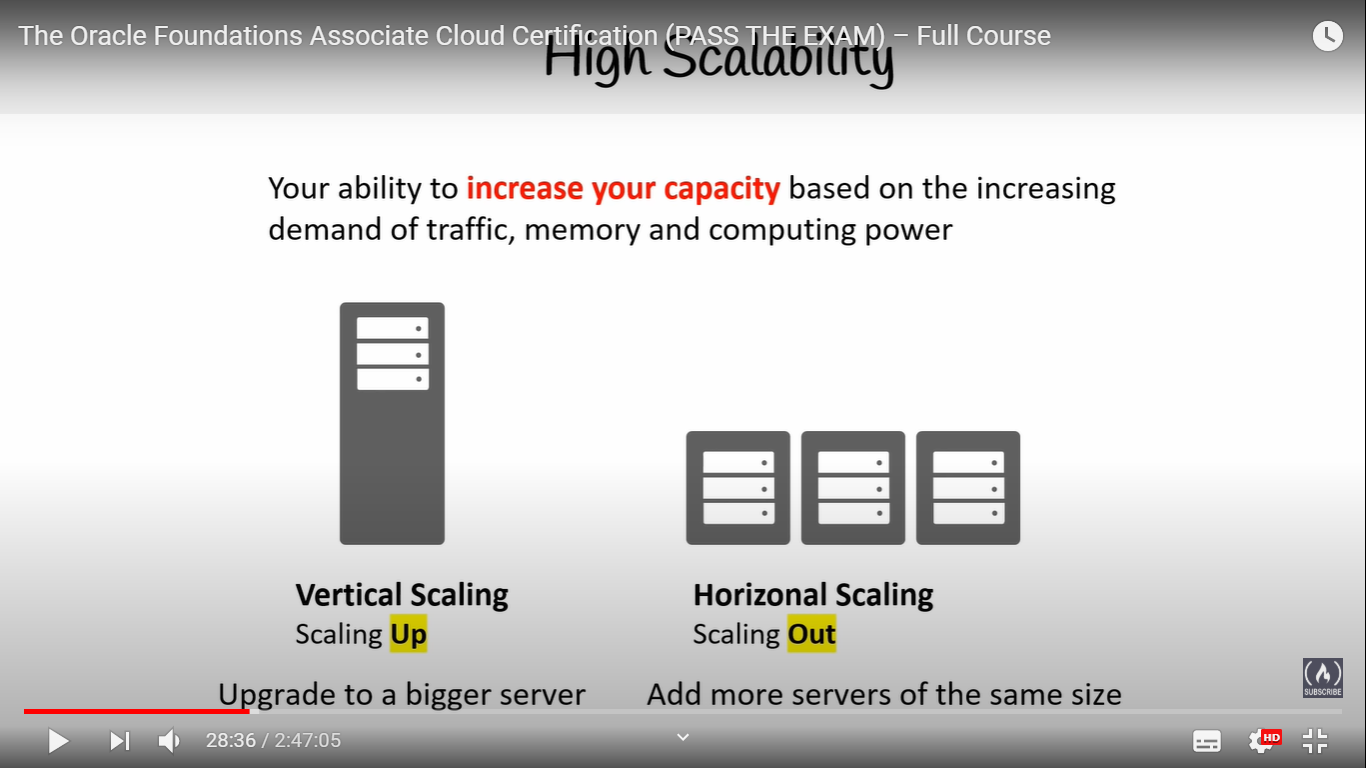 The Oracle Foundations Associate Cloud Certification (PASS THE EXAM) – Full Course
High Scalability
Your ability to increase your capacity based on the increasing
demand of traffic, memory and computing power
Vertical Scaling
Scaling Up
Upgrade to a bigger server
Horizonal Scaling
Scaling Out
Add more servers of the same size
SUBSCRIBE
28:36 / 2:47:05
HD